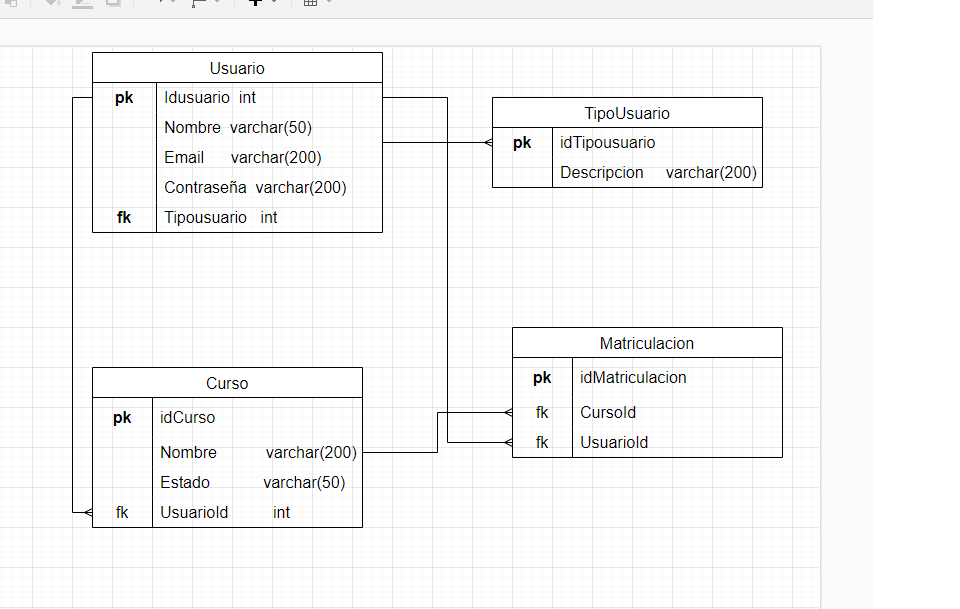 Usuario
pk Idusuario int
Nombre varchar(50)
Email varchar(200)
Contraseña varchar(200)
fk Tipousuario int
TipoUsuario
pk idTipousuario
Descripcion varchar(200)
Curso
pk idCurso
Nombre varchar(200)
Estado varchar(50)
fk UsuarioId int
Matriculacion
pk idMatriculacion
fk CursoId
fk UsuarioId